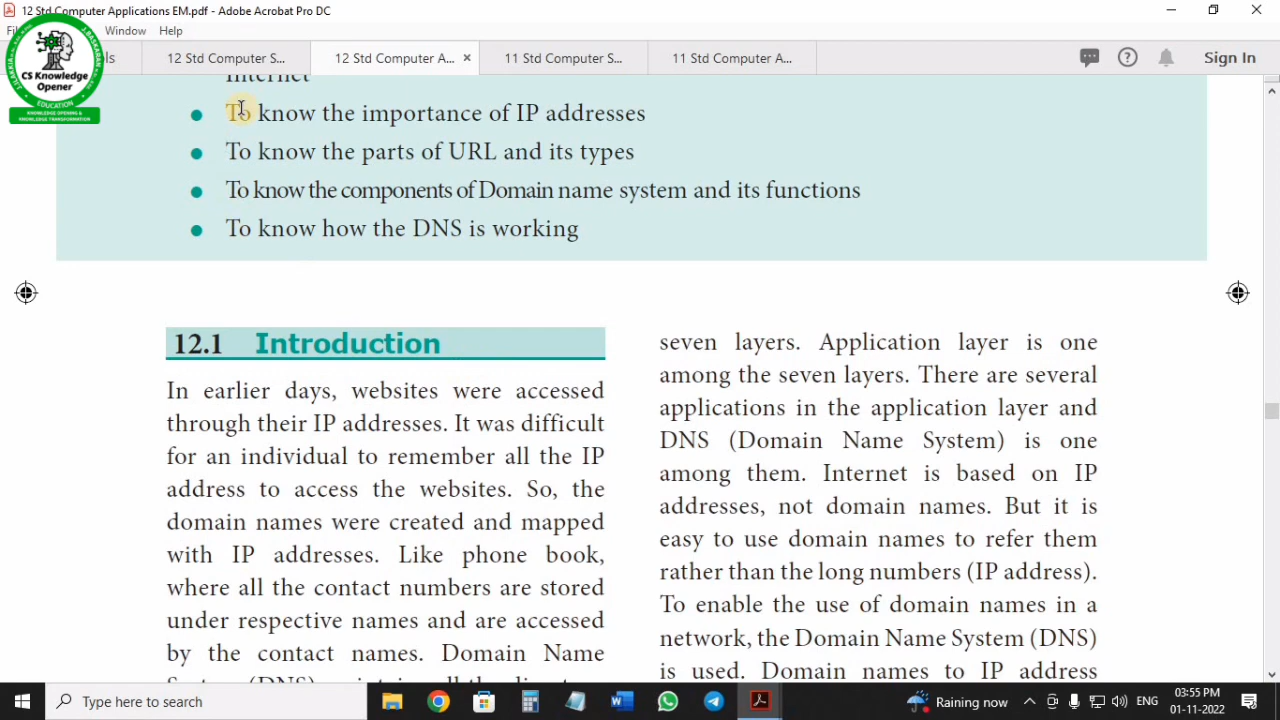 12 Std Computer Applications EM.pdf - Adobe Acrobat Pro DC
Window Help
12 Std Computer S...
12 Std Computer A... ×
11 Std Computer S...
11 Std Computer A...
Sign In
CS Knowledge
Opener
EDUCATION
KNOWLEDGE OPENING &
KNOWLEDGE TRANSFORMATION
Internet
● To know the importance of IP addresses
● To know the parts of URL and its types
● To know the components of Domain name system and its functions
● To know how the DNS is working
12.1 Introduction
In earlier days, websites were accessed
through their IP addresses. It was difficult
for an individual to remember all the IP
address to access the websites. So, the
domain names were created and mapped
with IP addresses. Like phone book,
where all the contact numbers are stored
under respective names and are accessed
by the contact names. Domain Name
seven layers. Application layer is one
among the seven layers. There are several
applications in the application layer and
DNS (Domain Name System) is one
among them. Internet is based on IP
addresses, not domain names. But it is
easy to use domain names to refer them
rather than the long numbers (IP address).
To enable the use of domain names in a
network, the Domain Name System (DNS)
is used. Domain names to IP address
Type here to search
Raining now
ENG
03:55 PM
01-11-2022